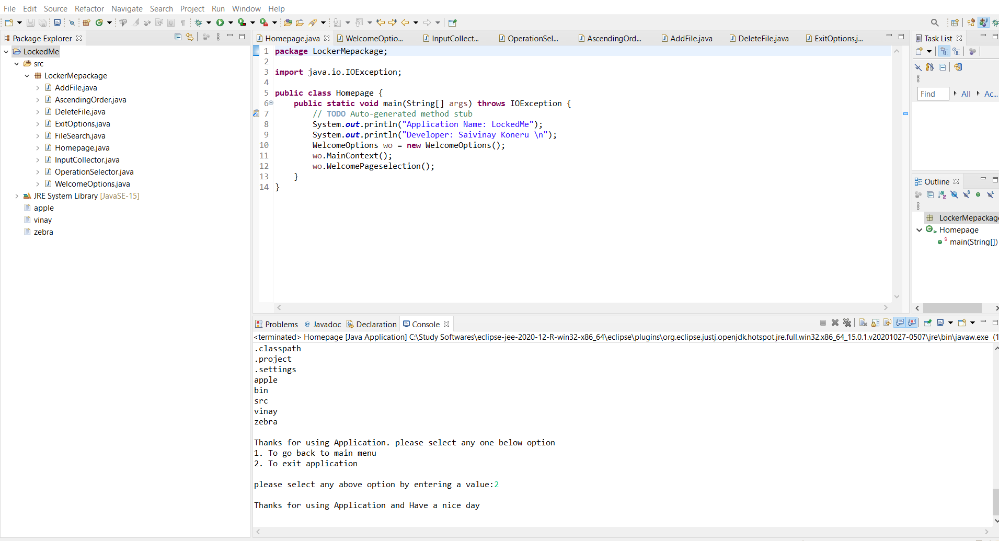 File Edit Source Refactor Navigate Search Project Run Window Help
Package Explorer
LockedMe
src
LockerMepackage
AddFile.java
AscendingOrder.java
DeleteFile.java
ExitOptions.java
FileSearch.java
Homepage.java
InputCollector.java
OperationSelector.java
WelcomeOptions.java
JRE System Library [JavaSE-15]
apple
vinay
zebra
Homepage.java WelcomeOptio... InputCollect... OperationSel... AscendingOrd... AddFile.java DeleteFile.java ExitOptions.j...
1 package LockerMepackage;
2
3 import java.io.IOException;
4
5 public class Homepage {
6 public static void main(String[] args) throws IOException {
7 // TODO Auto-generated method stub
8 System.out.println("Application Name: LockedMe");
9 System.out.println("Developer: Saivinay Koneru \n");
10 WelcomeOptions wo = new WelcomeOptions();
11 wo.MainContext();
12 wo.WelcomePageselection();
13 }
14 }
Task List
Find All Ac...
Outline
LockerMepackage
Homepage
main(String[])
Problems @ Javadoc Declaration Console
<terminated> Homepage [Java Application] C:\Study Softwares\eclipse-jee-2020-12-R-win32-x86_64\eclipse\plugins\org.eclipse.justj.openjdk.hotspot.jre.full.win32.x86_64_15.0.1.v20201027-0507\jre\bin\javaw.exe (1
.classpath
.project
.settings
apple
bin
src
vinay
zebra
Thanks for using Application. please select any one below option
1. To go back to main menu
2. To exit application
please select any above option by entering a value:2
Thanks for using Application and Have a nice day